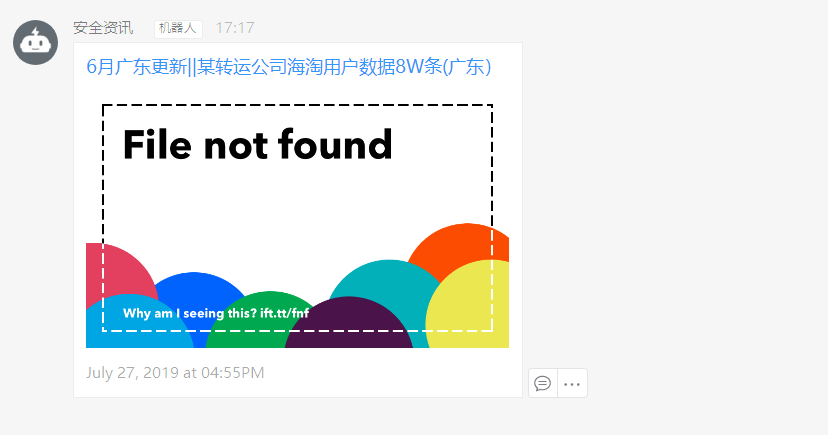 安全资讯 机器人 17:17
6月广东更新||某转运公司海淘用户数据8W条(广东)
File not found
Why am I seeing this? ift.tt/fnf
July 27, 2019 at 04:55PM